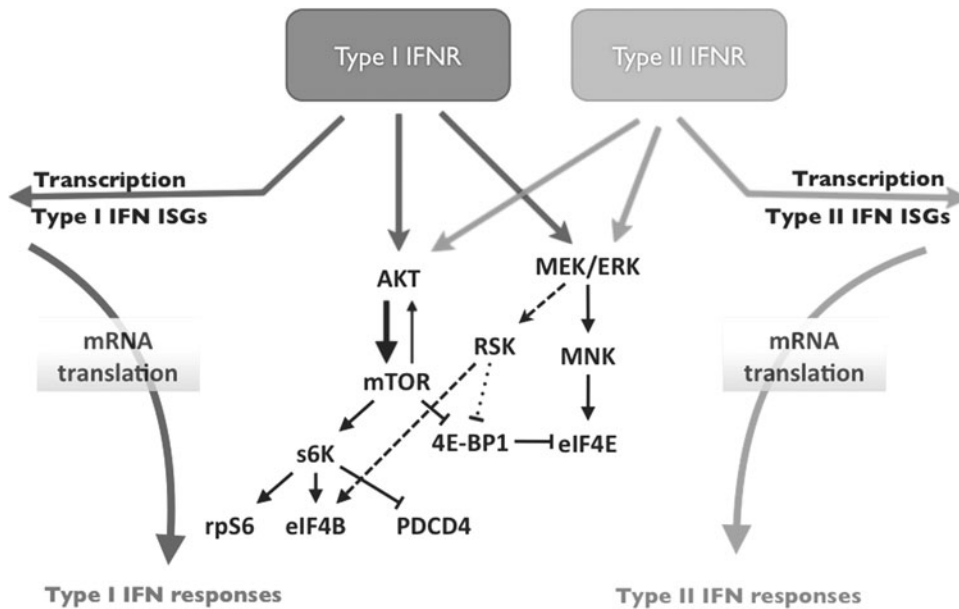 Type I IFNR
Type II IFNR
Transcription
Type I IFN ISGs
Transcription
Type II IFN ISGs
AKT
MEK/ERK
mRNA
translation
RSK
MNK
mRNA
translation
mTOR
4E-BP1
eIF4E
s6K
rpS6
eIF4B
PDCD4
Type I IFN responses
Type II IFN responses